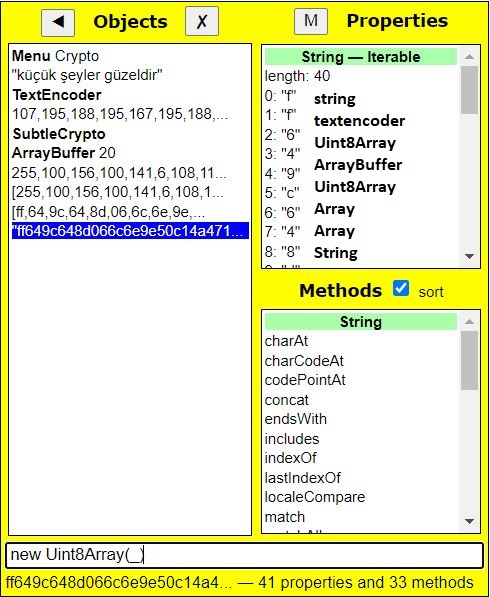 ◄ Objects ✗
Menu Crypto
"küçük şeyler güzeldir"
TextEncoder
107,195,188,195,167,195,188,...
SubtleCrypto
ArrayBuffer 20
255,100,156,100,141,6,108,11...
[255,100,156,100,141,6,108,1...
[ff,64,9c,64,8d,06,6c,6e,9e,...
"ff649c648d066c6e9e50c14a471...
M Properties
String — Iterable
length: 40
0: "f" string
1: "f" textencoder
2: "6" Uint8Array
3: "4" ArrayBuffer
4: "9" Uint8Array
5: "c" Array
6: "6" Array
7: "4" String
8: "8"
Methods sort
String
charAt
charCodeAt
codePointAt
concat
endsWith
includes
indexOf
lastIndexOf
localeCompare
match
new Uint8Array(_)
ff649c648d066c6e9e50c14a4... — 41 properties and 33 methods